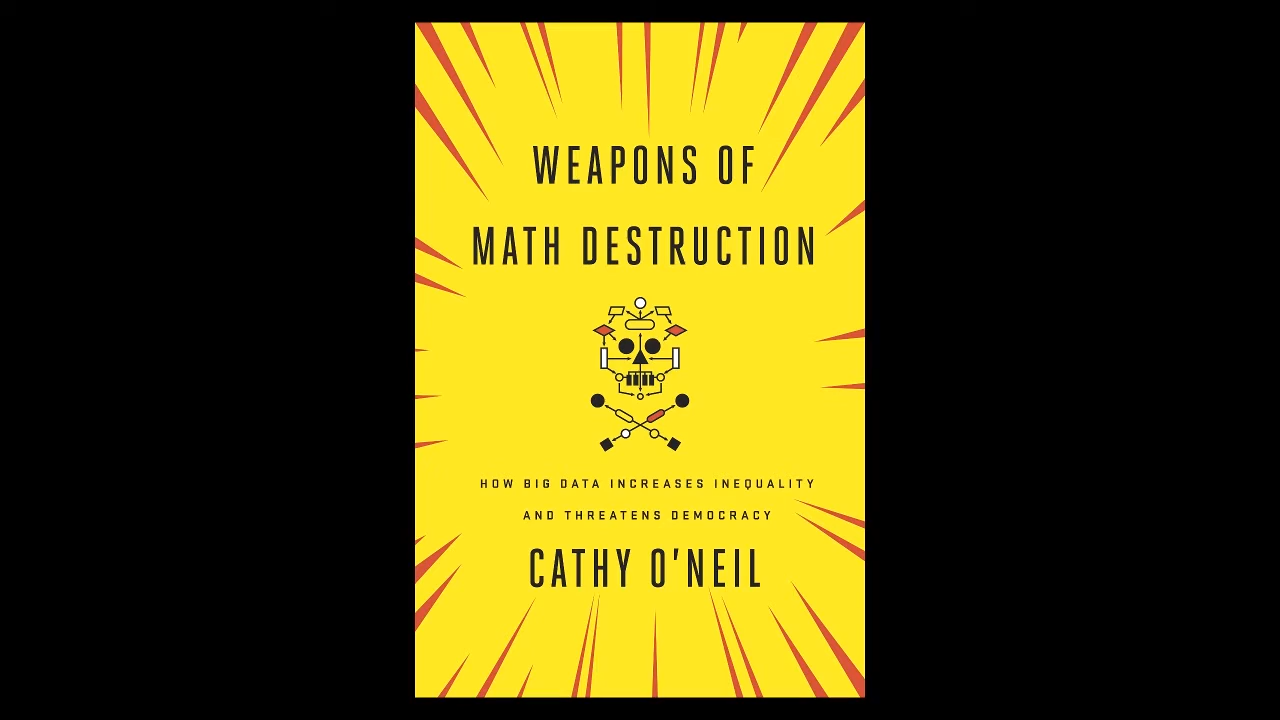 WEAPONS OF
MATH DESTRUCTION
HOW BIG DATA INCREASES INEQUALITY
AND THREATENS DEMOCRACY
CATHY O'NEIL